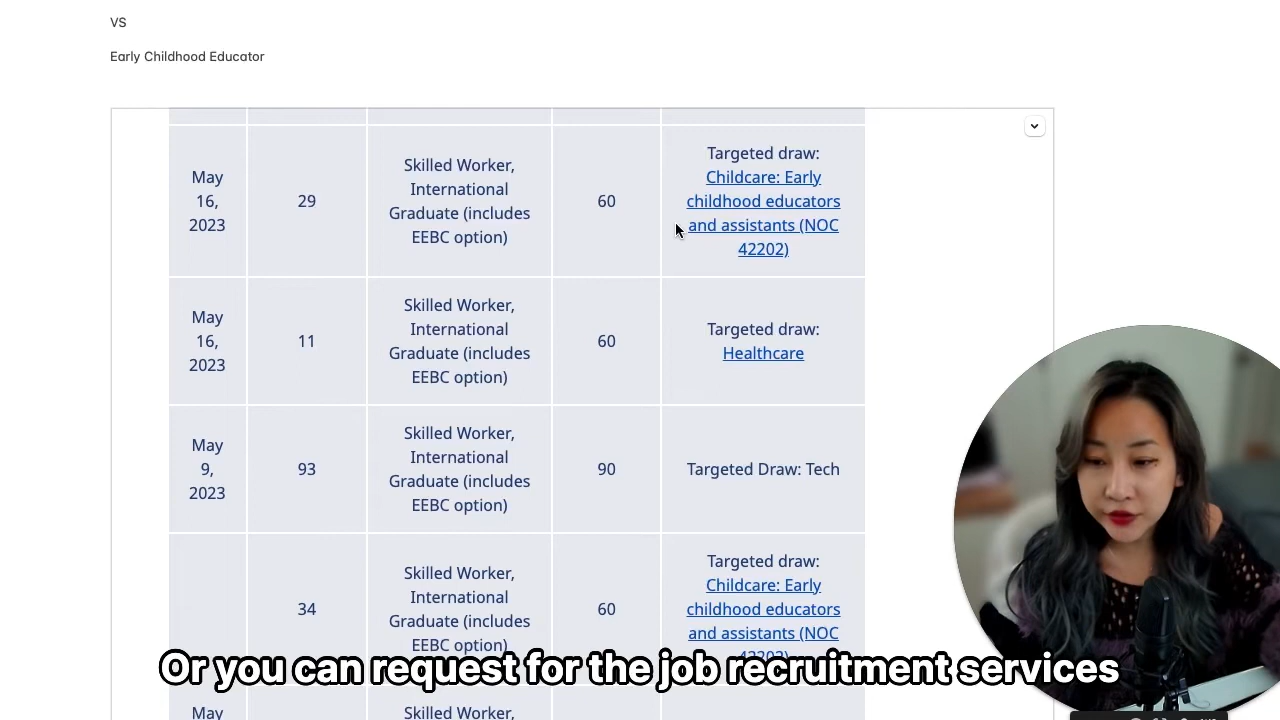 VS
Early Childhood Educator
May
16,
2023
29
Skilled Worker,
International
Graduate (includes
EEBC option)
60
Targeted draw:
Childcare: Early
childhood educators
and assistants (NOC
42202)
May
16,
2023
11
Skilled Worker,
International
Graduate (includes
EEBC option)
60
Targeted draw:
Healthcare
May
9,
2023
93
Skilled Worker,
International
Graduate (includes
EEBC option)
90
Targeted Draw: Tech
34
Skilled Worker,
International
Graduate (includes
EEBC option)
60
Targeted draw:
Childcare: Early
childhood educators
and assistants (NOC
42202)
Or you can request for the job recruitment services
May
Skilled Worker,